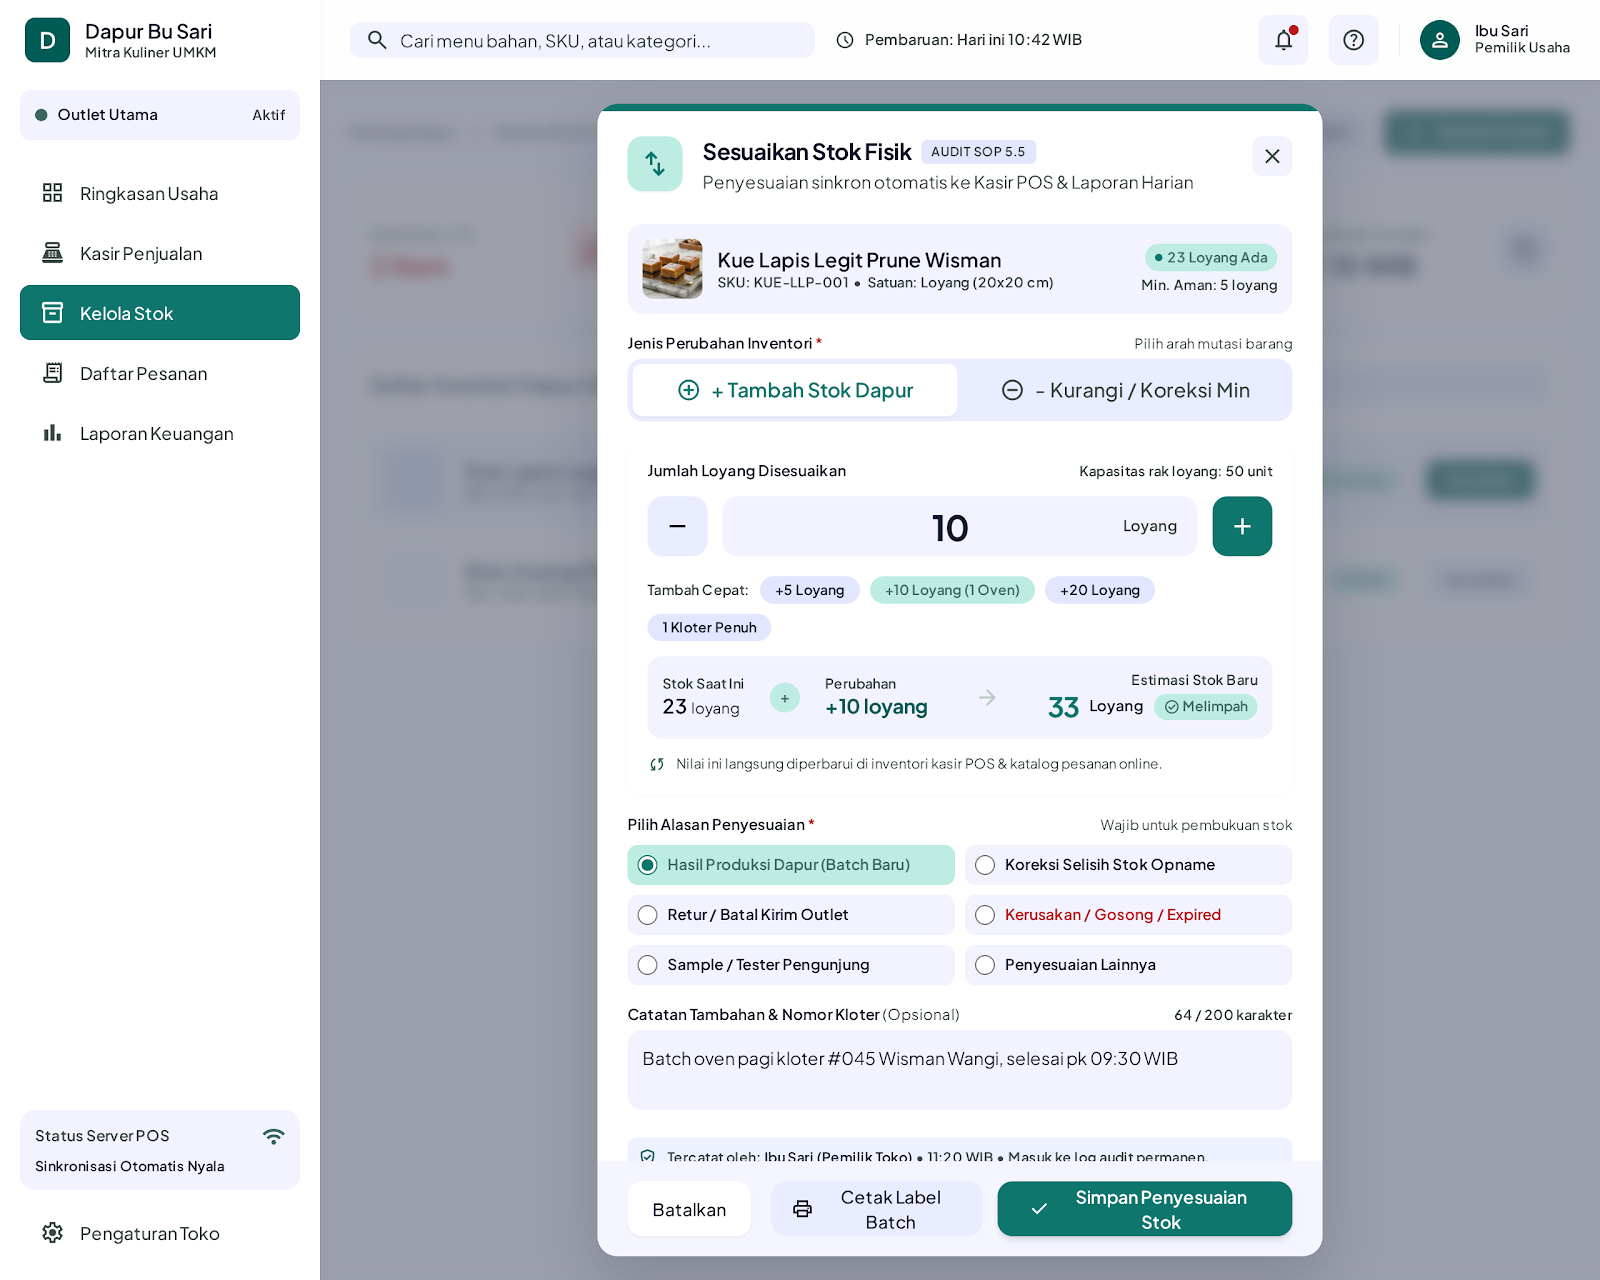 D
Dapur Bu Sari
Mitra Kuliner UMKM
Cari menu bahan, SKU, atau kategori...
Pembaruan: Hari ini 10:42 WIB
Ibu Sari
Pemilik Usaha
Outlet Utama
Aktif
Ringkasan Usaha
Kasir Penjualan
Kelola Stok
Daftar Pesanan
Laporan Keuangan
Status Server POS
Sinkronisasi Otomatis Nyala
Pengaturan Toko
Sesuaikan Stok Fisik
AUDIT SOP 5.5
Penyesuaian sinkron otomatis ke Kasir POS & Laporan Harian
Kue Lapis Legit Prune Wisman
SKU: KUE-LLP-001 • Satuan: Loyang (20x20 cm)
• 23 Loyang Ada
Min. Aman: 5 loyang
Jenis Perubahan Inventori *
Pilih arah mutasi barang
+ Tambah Stok Dapur
- Kurangi / Koreksi Min
Jumlah Loyang Disesuaikan
Kapasitas rak loyang: 50 unit
10
Loyang
Tambah Cepat:
+5 Loyang
+10 Loyang (1 Oven)
+20 Loyang
1 Kloter Penuh
Stok Saat Ini
23 loyang
+
Perubahan
+10 loyang
Estimasi Stok Baru
33 Loyang
Melimpah
Nilai ini langsung diperbarui di inventori kasir POS & katalog pesanan online.
Pilih Alasan Penyesuaian *
Wajib untuk pembukuan stok
Hasil Produksi Dapur (Batch Baru)
Koreksi Selisih Stok Opname
Retur / Batal Kirim Outlet
Kerusakan / Gosong / Expired
Sample / Tester Pengunjung
Penyesuaian Lainnya
Catatan Tambahan & Nomor Kloter (Opsional)
64 / 200 karakter
Batch oven pagi kloter #045 Wisman Wangi, selesai pk 09:30 WIB
Tercatat oleh: Ibu Sari (Pemilik Toko) • 11:20 WIB • Masuk ke log audit permanen.
Batalkan
Cetak Label
Batch
Simpan Penyesuaian
Stok